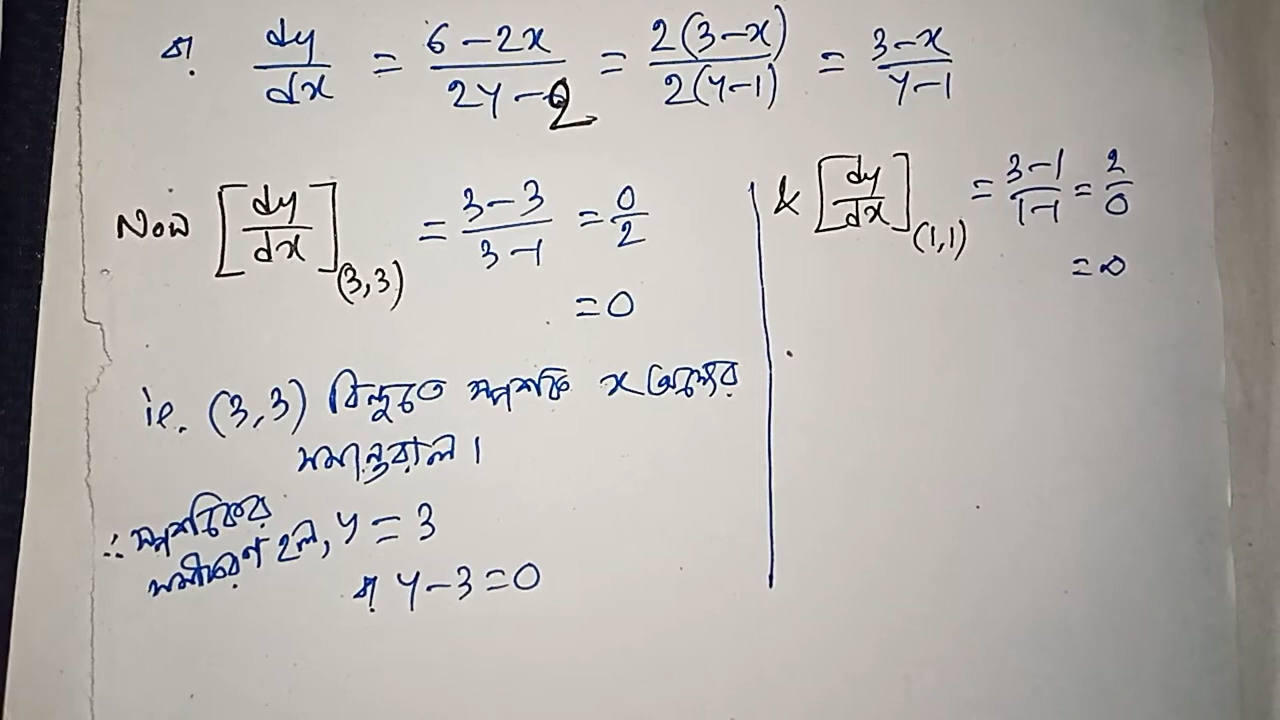 বা, dy/dx = (6-2x)/(2y-2) = 2(3-x)/2(y-1) = (3-x)/(y-1)
Now [dy/dx](3,3) = (3-3)/(3-1) = 0/2
= 0
ie. (3,3) বিন্দুতে স্পর্শক x অক্ষের
সমান্তরাল।
∴ স্পর্শকের
সমীকরণ হল, y = 3
বা, y-3=0
& [dy/dx](1,1) = (3-1)/(1-1) = 2/0
= ∞